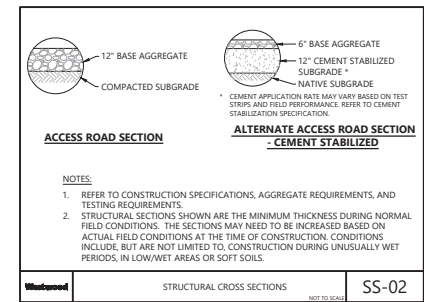 12" BASE AGGREGATE
COMPACTED SUBGRADE
ACCESS ROAD SECTION
6" BASE AGGREGATE
12" CEMENT STABILIZED
SUBGRADE *
NATIVE SUBGRADE
* CEMENT APPLICATION RATE MAY VARY BASED ON TEST
STRIPS AND FIELD PERFORMANCE. REFER TO CEMENT
STABILIZATION SPECIFICATION.
ALTERNATE ACCESS ROAD SECTION
- CEMENT STABILIZED
NOTES:
1. REFER TO CONSTRUCTION SPECIFICATIONS, AGGREGATE REQUIREMENTS, AND
TESTING REQUIREMENTS.
2. STRUCTURAL SECTIONS SHOWN ARE THE MINIMUM THICKNESS DURING NORMAL
FIELD CONDITIONS. THE SECTIONS MAY NEED TO BE INCREASED BASED ON
ACTUAL FIELD CONDITIONS AT THE TIME OF CONSTRUCTION. CONDITIONS
INCLUDE, BUT ARE NOT LIMITED TO, CONSTRUCTION DURING UNUSUALLY WET
PERIODS, IN LOW/WET AREAS OR SOFT SOILS.
Westwood
STRUCTURAL CROSS SECTIONS
NOT TO SCALE
SS-02